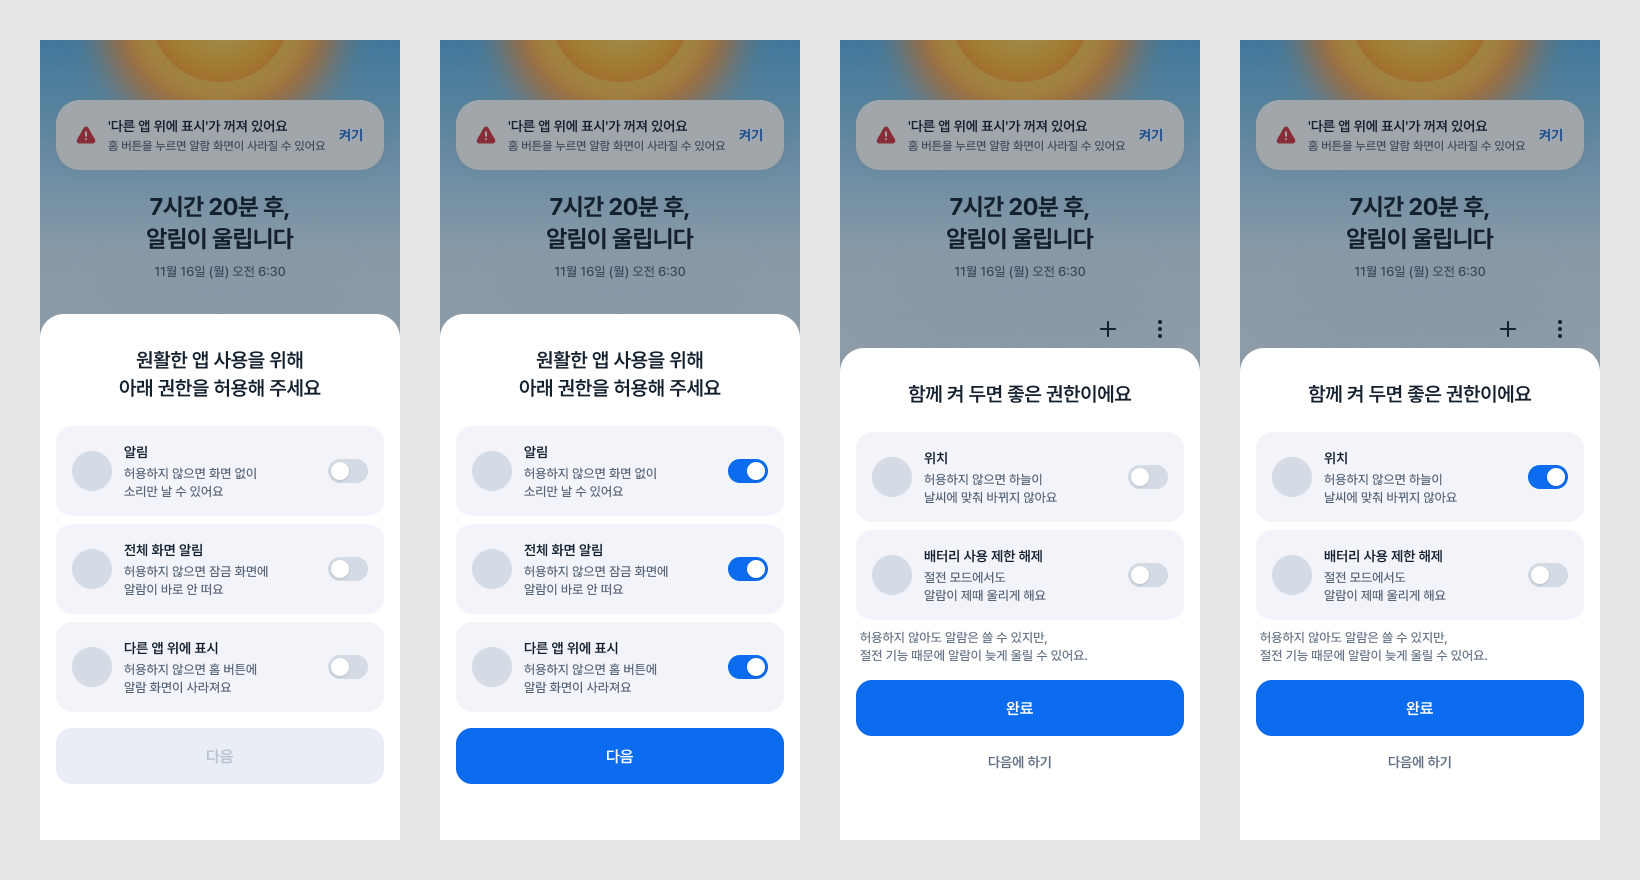 '다른 앱 위에 표시'가 꺼져 있어요
홈 버튼을 누르면 알람 화면이 사라질 수 있어요
켜기
7시간 20분 후,
알림이 울립니다
11월 16일 (월) 오전 6:30
원활한 앱 사용을 위해
아래 권한을 허용해 주세요
알림
허용하지 않으면 화면 없이
소리만 날 수 있어요
전체 화면 알림
허용하지 않으면 잠금 화면에
알람이 바로 안 떠요
다른 앱 위에 표시
허용하지 않으면 홈 버튼에
알람 화면이 사라져요
다음
'다른 앱 위에 표시'가 꺼져 있어요
홈 버튼을 누르면 알람 화면이 사라질 수 있어요
켜기
7시간 20분 후,
알림이 울립니다
11월 16일 (월) 오전 6:30
원활한 앱 사용을 위해
아래 권한을 허용해 주세요
알림
허용하지 않으면 화면 없이
소리만 날 수 있어요
전체 화면 알림
허용하지 않으면 잠금 화면에
알람이 바로 안 떠요
다른 앱 위에 표시
허용하지 않으면 홈 버튼에
알람 화면이 사라져요
다음
'다른 앱 위에 표시'가 꺼져 있어요
홈 버튼을 누르면 알람 화면이 사라질 수 있어요
켜기
7시간 20분 후,
알림이 울립니다
11월 16일 (월) 오전 6:30
함께 켜 두면 좋은 권한이에요
위치
허용하지 않으면 하늘이
날씨에 맞춰 바뀌지 않아요
배터리 사용 제한 해제
절전 모드에서도
알람이 제때 울리게 해요
허용하지 않아도 알람은 쓸 수 있지만,
절전 기능 때문에 알람이 늦게 울릴 수 있어요.
완료
다음에 하기
'다른 앱 위에 표시'가 꺼져 있어요
홈 버튼을 누르면 알람 화면이 사라질 수 있어요
켜기
7시간 20분 후,
알림이 울립니다
11월 16일 (월) 오전 6:30
함께 켜 두면 좋은 권한이에요
위치
허용하지 않으면 하늘이
날씨에 맞춰 바뀌지 않아요
배터리 사용 제한 해제
절전 모드에서도
알람이 제때 울리게 해요
허용하지 않아도 알람은 쓸 수 있지만,
절전 기능 때문에 알람이 늦게 울릴 수 있어요.
완료
다음에 하기